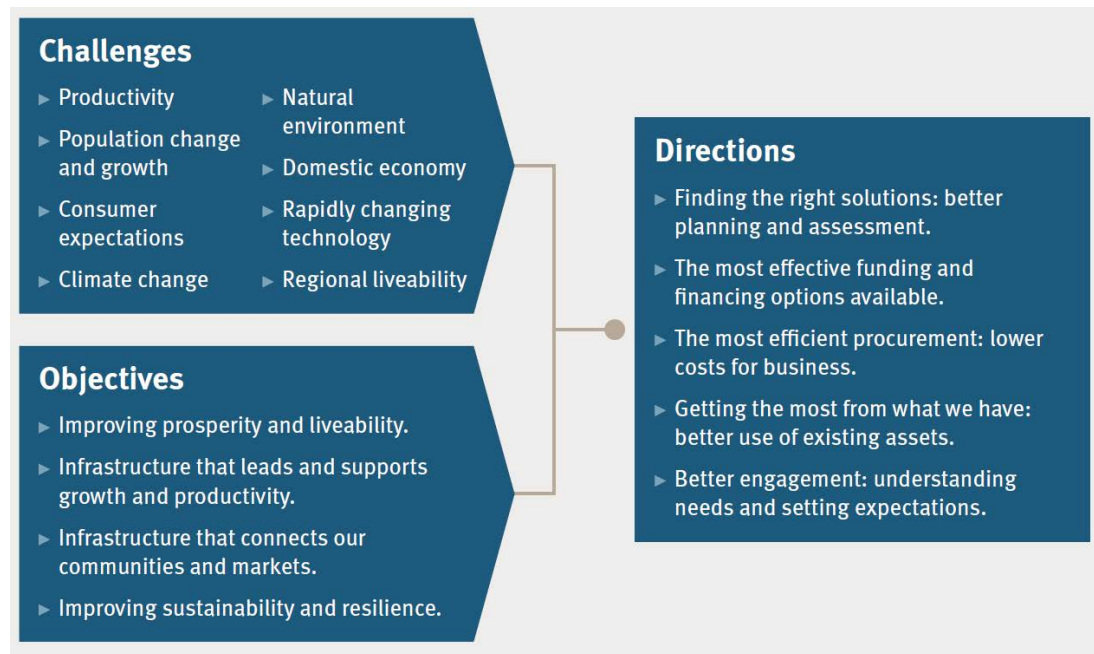 Challenges
▶ Productivity
▶ Population change
and growth
▶ Consumer
expectations
▶ Climate change
▶ Natural
environment
▶ Domestic economy
▶ Rapidly changing
technology
▶ Regional liveability
Objectives
▶ Improving prosperity and liveability.
▶ Infrastructure that leads and supports
growth and productivity.
▶ Infrastructure that connects our
communities and markets.
▶ Improving sustainability and resilience.
Directions
▶ Finding the right solutions: better
planning and assessment.
▶ The most effective funding and
financing options available.
▶ The most efficient procurement: lower
costs for business.
▶ Getting the most from what we have:
better use of existing assets.
▶ Better engagement: understanding
needs and setting expectations.